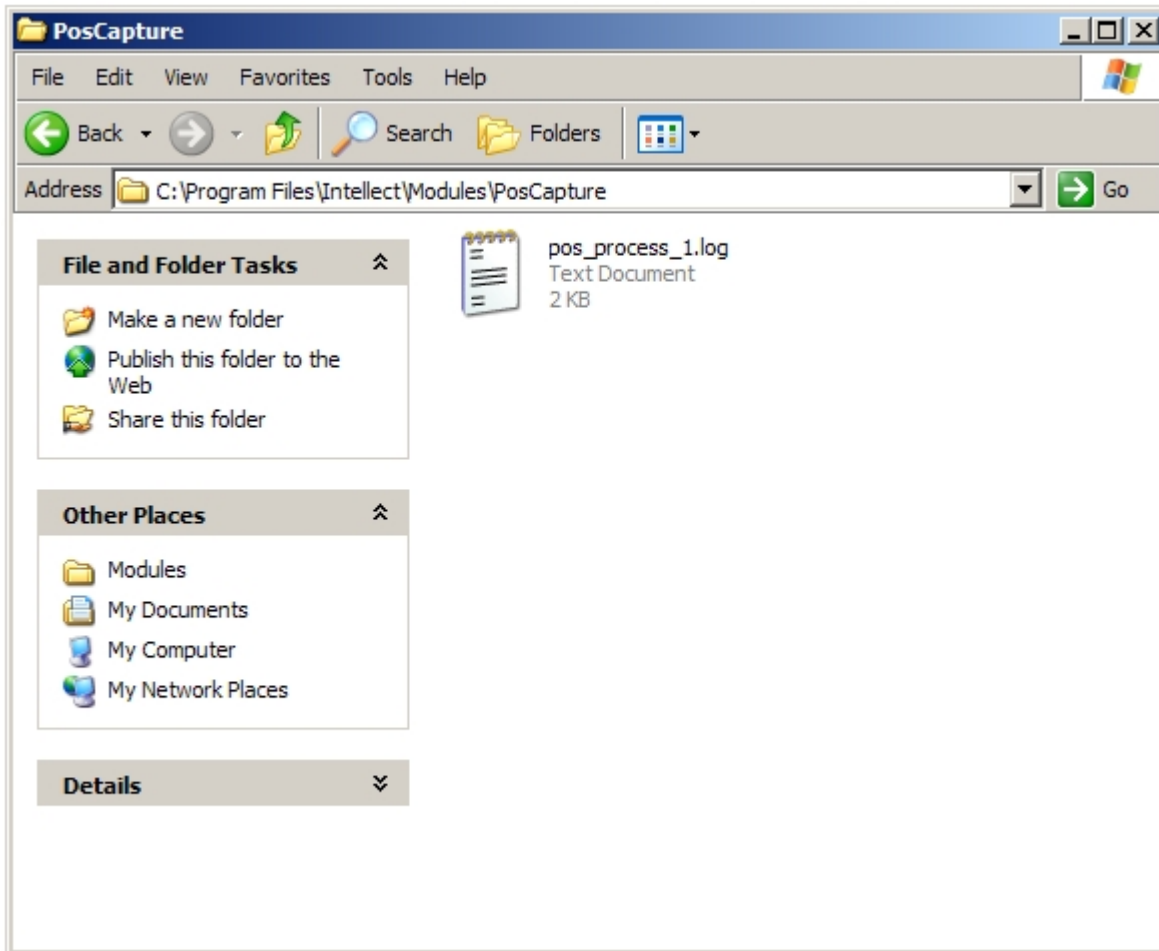 PosCapture
File Edit View Favorites Tools Help
Back Search Folders
Address C:\Program Files\Intellect\Modules\PosCapture Go
File and Folder Tasks
Make a new folder
Publish this folder to the
Web
Share this folder
Other Places
Modules
My Documents
My Computer
My Network Places
Details
pos_process_1.log
Text Document
2 KB